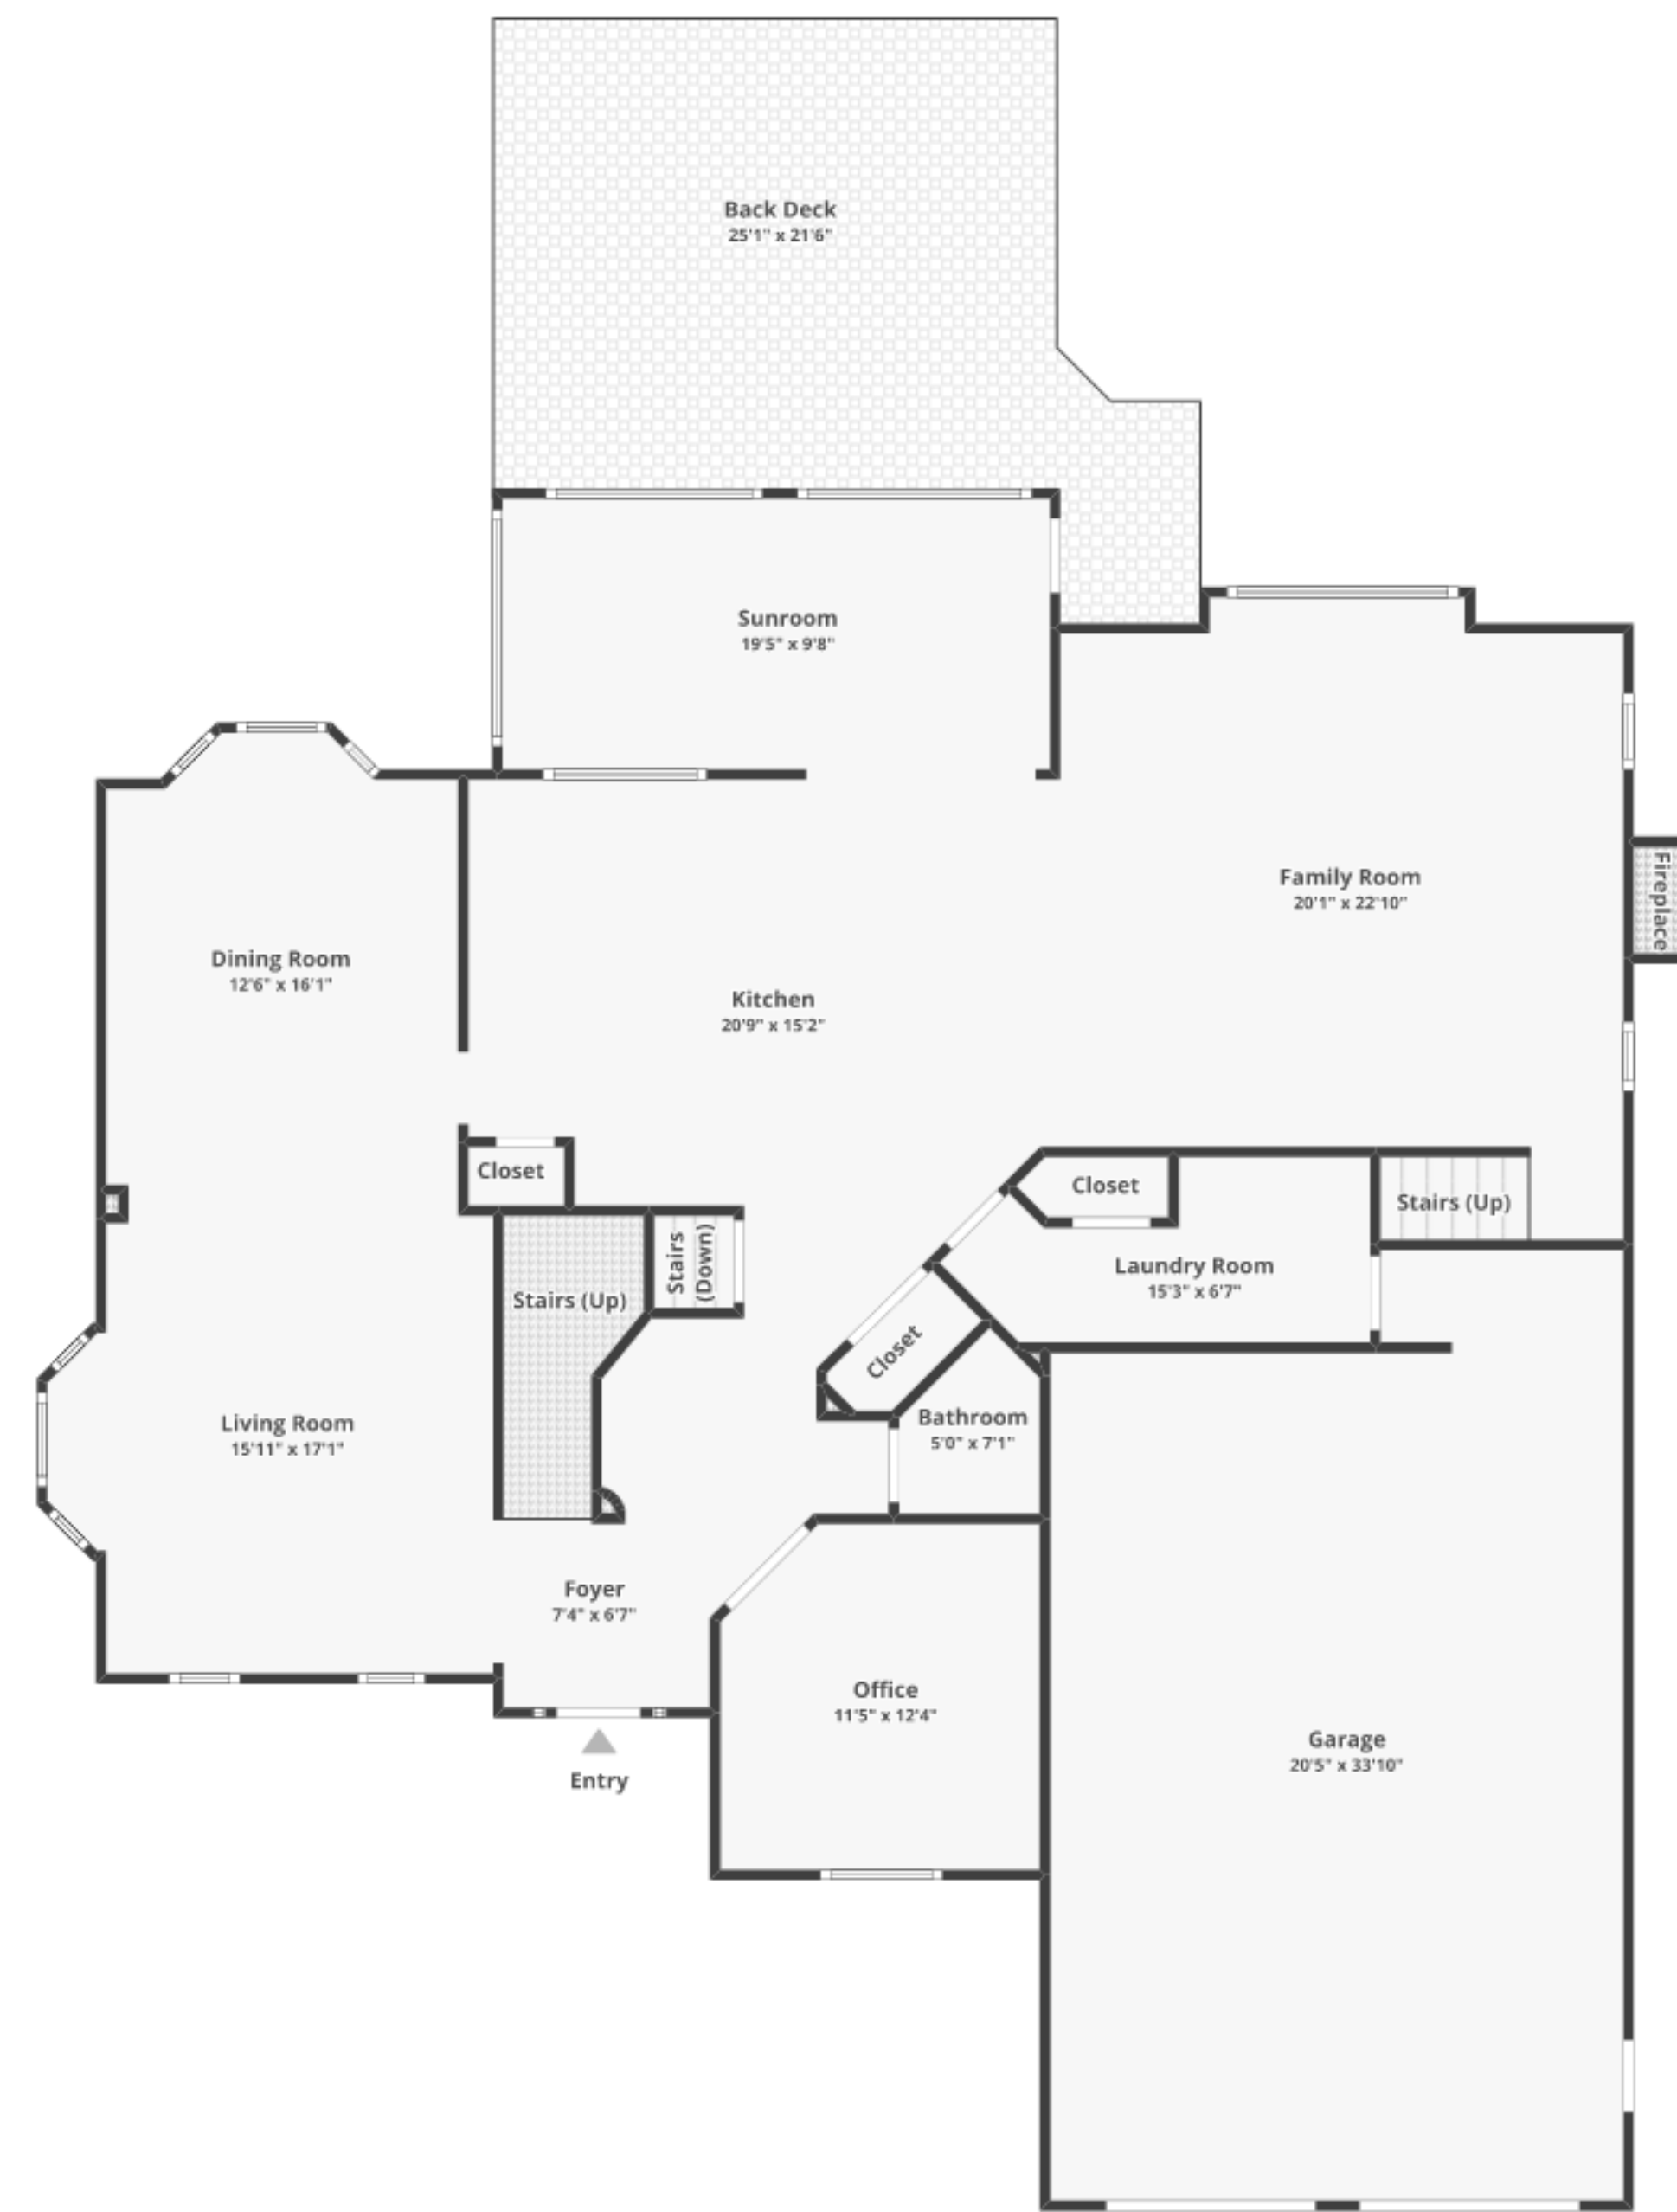 Back Deck
25'1" x 21'6"
Sunroom
19'5" x 9'8"
Family Room
20'1" x 22'10"
Fireplace
Dining Room
12'6" x 16'1"
Kitchen
20'9" x 15'2"
Closet
Closet
Stairs (Up)
Stairs
(Down)
Laundry Room
15'3" x 6'7"
Stairs (Up)
Closet
Living Room
15'11" x 17'1"
Bathroom
5'0" x 7'1"
Foyer
7'4" x 6'7"
Office
11'5" x 12'4"
Garage
20'5" x 33'10"
Entry